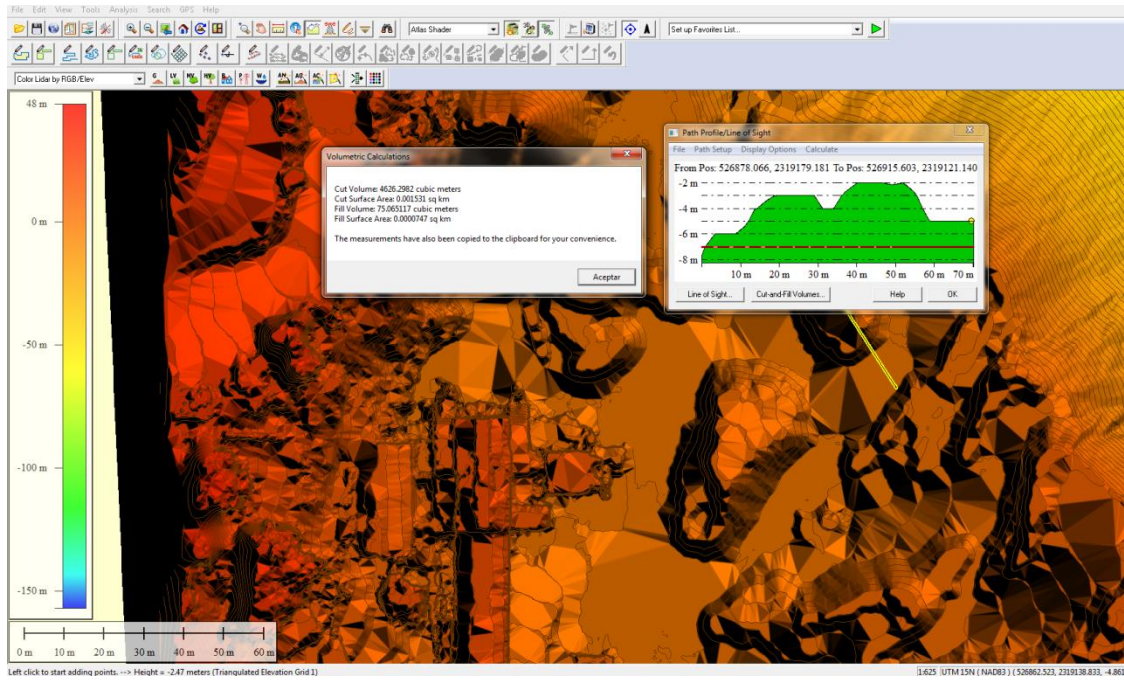 File Edit View Tools Analysis Search GPS Help
Atlas Shader
Set up Favorites List...
Color Lidar by RGB/Elev
48 m
0 m
-50 m
-100 m
-150 m
Volumetric Calculations
Cut Volume: 4626.2982 cubic meters
Cut Surface Area: 0.001531 sq km
Fill Volume: 75.065117 cubic meters
Fill Surface Area: 0.0000747 sq km
The measurements have also been copied to the clipboard for your convenience.
Aceptar
Path Profile/Line of Sight
File Path Setup Display Options Calculate
From Pos: 526878.066, 2319179.181 To Pos: 526915.603, 2319121.140
-2 m
-4 m
-6 m
-8 m
10 m 20 m 30 m 40 m 50 m 60 m 70 m
Line of Sight... Cut-and-Fill Volumes... Help OK
0 m 10 m 20 m 30 m 40 m 50 m 60 m
Left click to start adding points. --> Height = -2.47 meters (Triangulated Elevation Grid 1)
1:625 UTM 15N ( NAD83 ) ( 526862.523, 2319138.833, -4.861